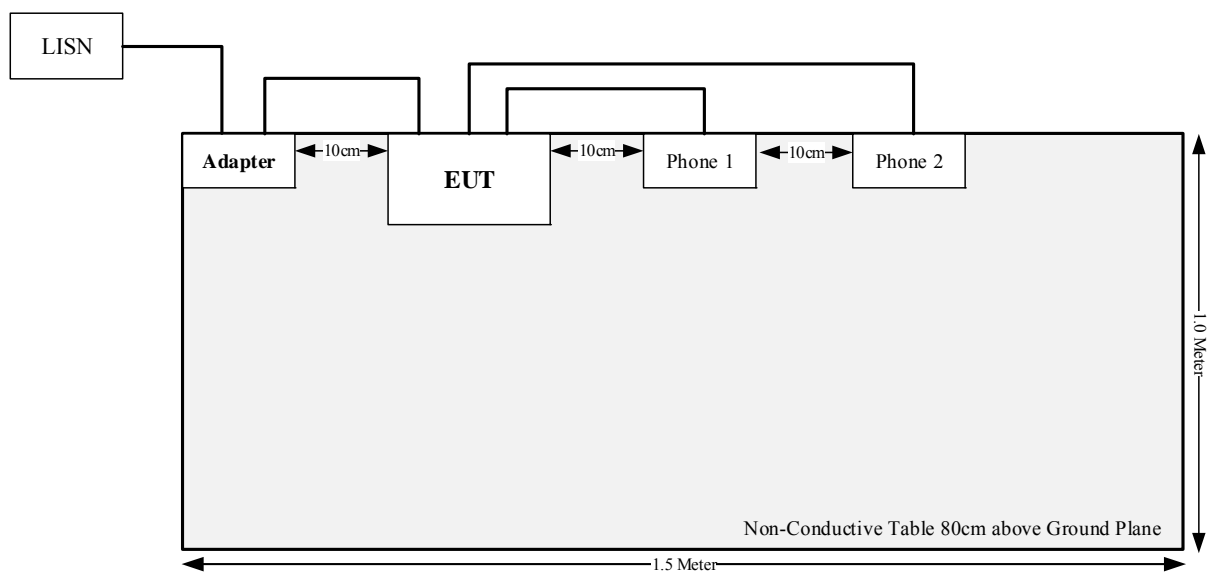 LISN
Adapter
10cm
EUT
10cm
Phone 1
10cm
Phone 2
1.0 Meter
Non-Conductive Table 80cm above Ground Plane
1.5 Meter